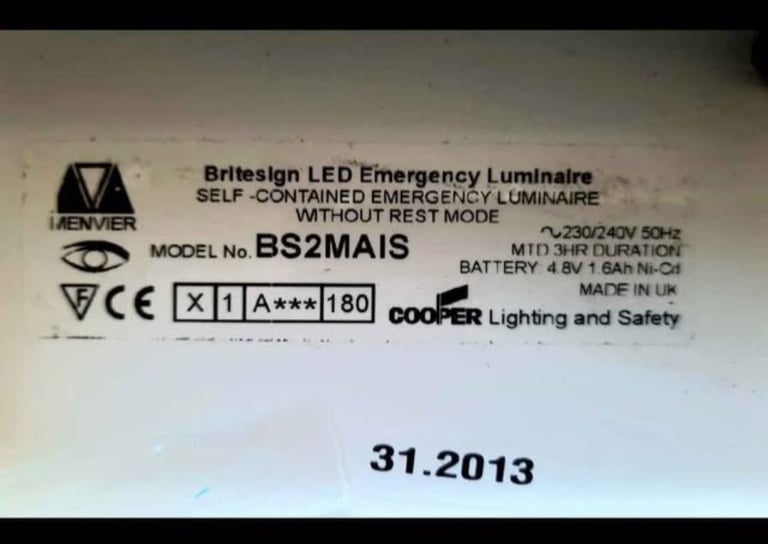 Britesign LED Emergency Luminaire
SELF -CONTAINED EMERGENCY LUMINAIRE
WITHOUT REST MODE
MENVIER
MODEL No. BS2MAIS
~230/240V 50Hz
MTD 3HR DURATION
BATTERY: 4.8V 1.6Ah Ni-Cd
MADE IN UK
F CE X 1 A*** 180
COOPER Lighting and Safety
31.2013